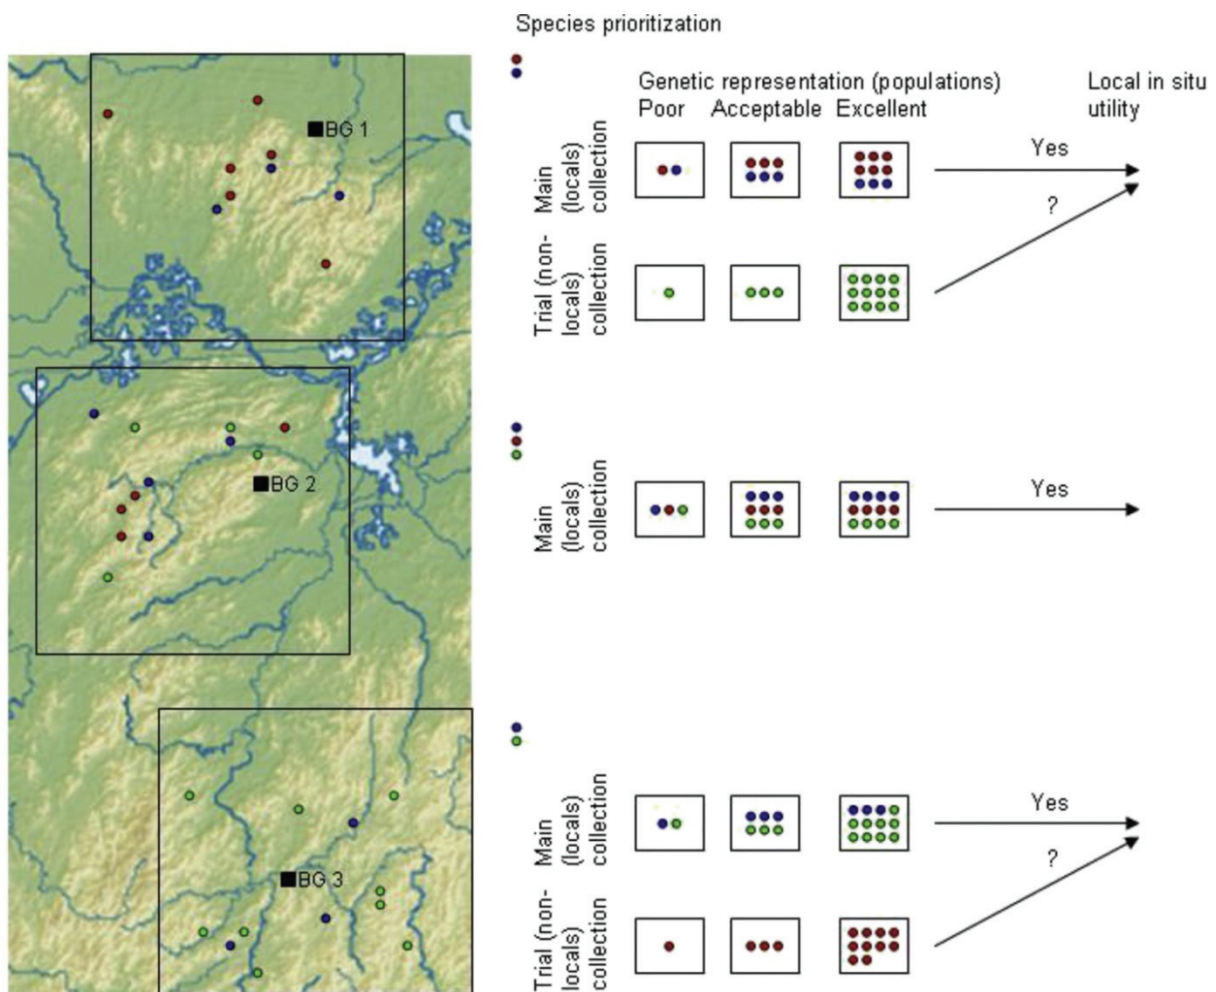 Species prioritization
Genetic representation (populations)
Poor
Acceptable
Excellent
Local in situ
utility
BG 1
Main
(locals)
collection
Yes
?
Trial (non-
locals)
collection
BG 2
Main
(locals)
collection
Yes
BG 3
Main
(locals)
collection
Yes
?
Trial (non-
locals)
collection